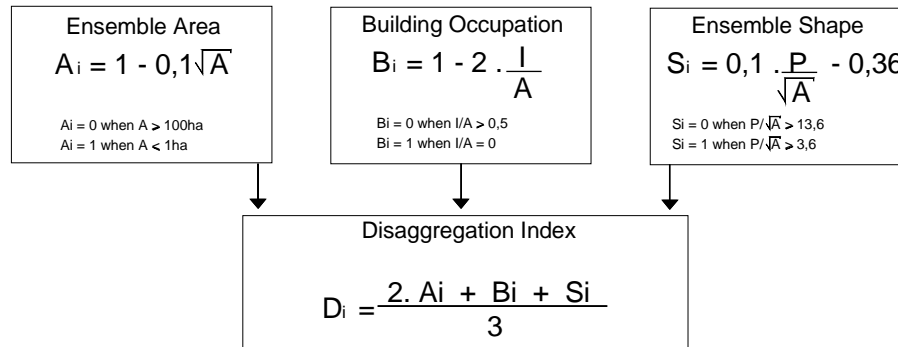 Ensemble Area
Ai = 1 - 0,1√A
Ai = 0 when A > 100ha
Ai = 1 when A < 1ha
Building Occupation
Bi = 1 - 2 . I
A
Bi = 0 when I/A > 0,5
Bi = 1 when I/A = 0
Ensemble Shape
Si = 0,1 . P - 0,36
√A
Si = 0 when P/√A > 13,6
Si = 1 when P/√A > 3,6
Disaggregation Index
Di = 2. Ai + Bi + Si
3